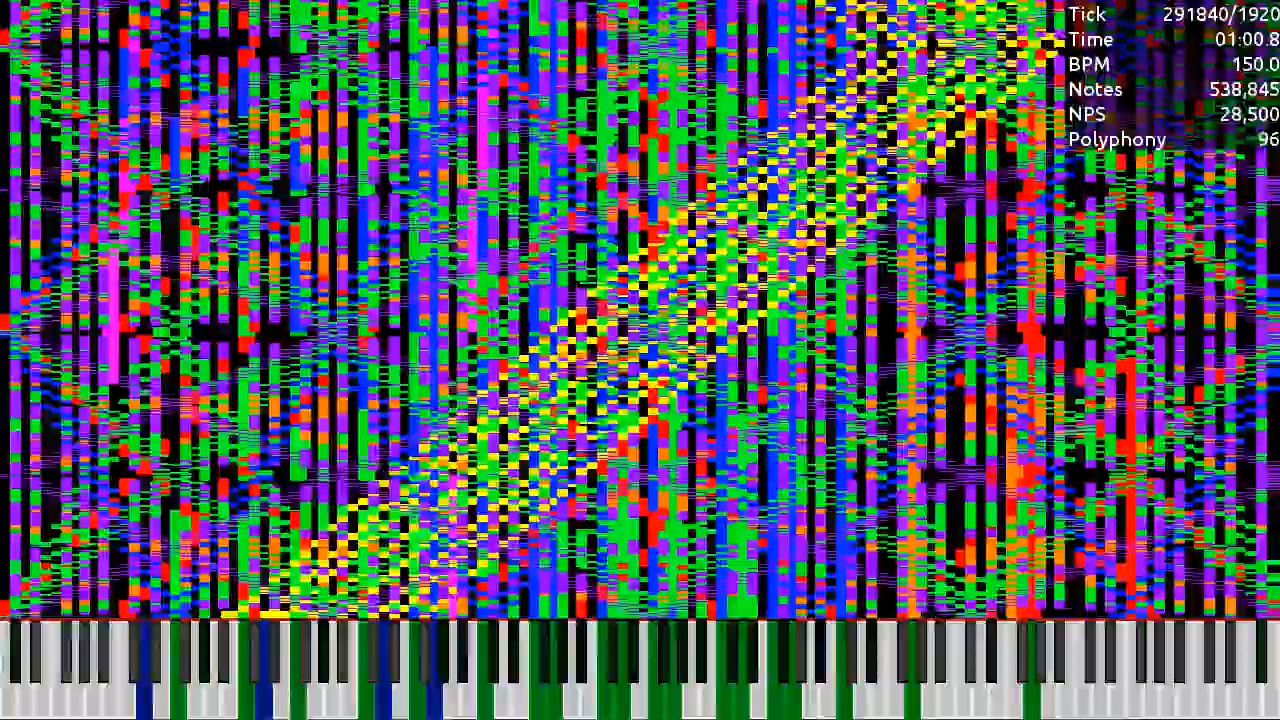 Tick 291840/1920
Time 01:00.8
BPM 150.0
Notes 538,845
NPS 28,500
Polyphony 96